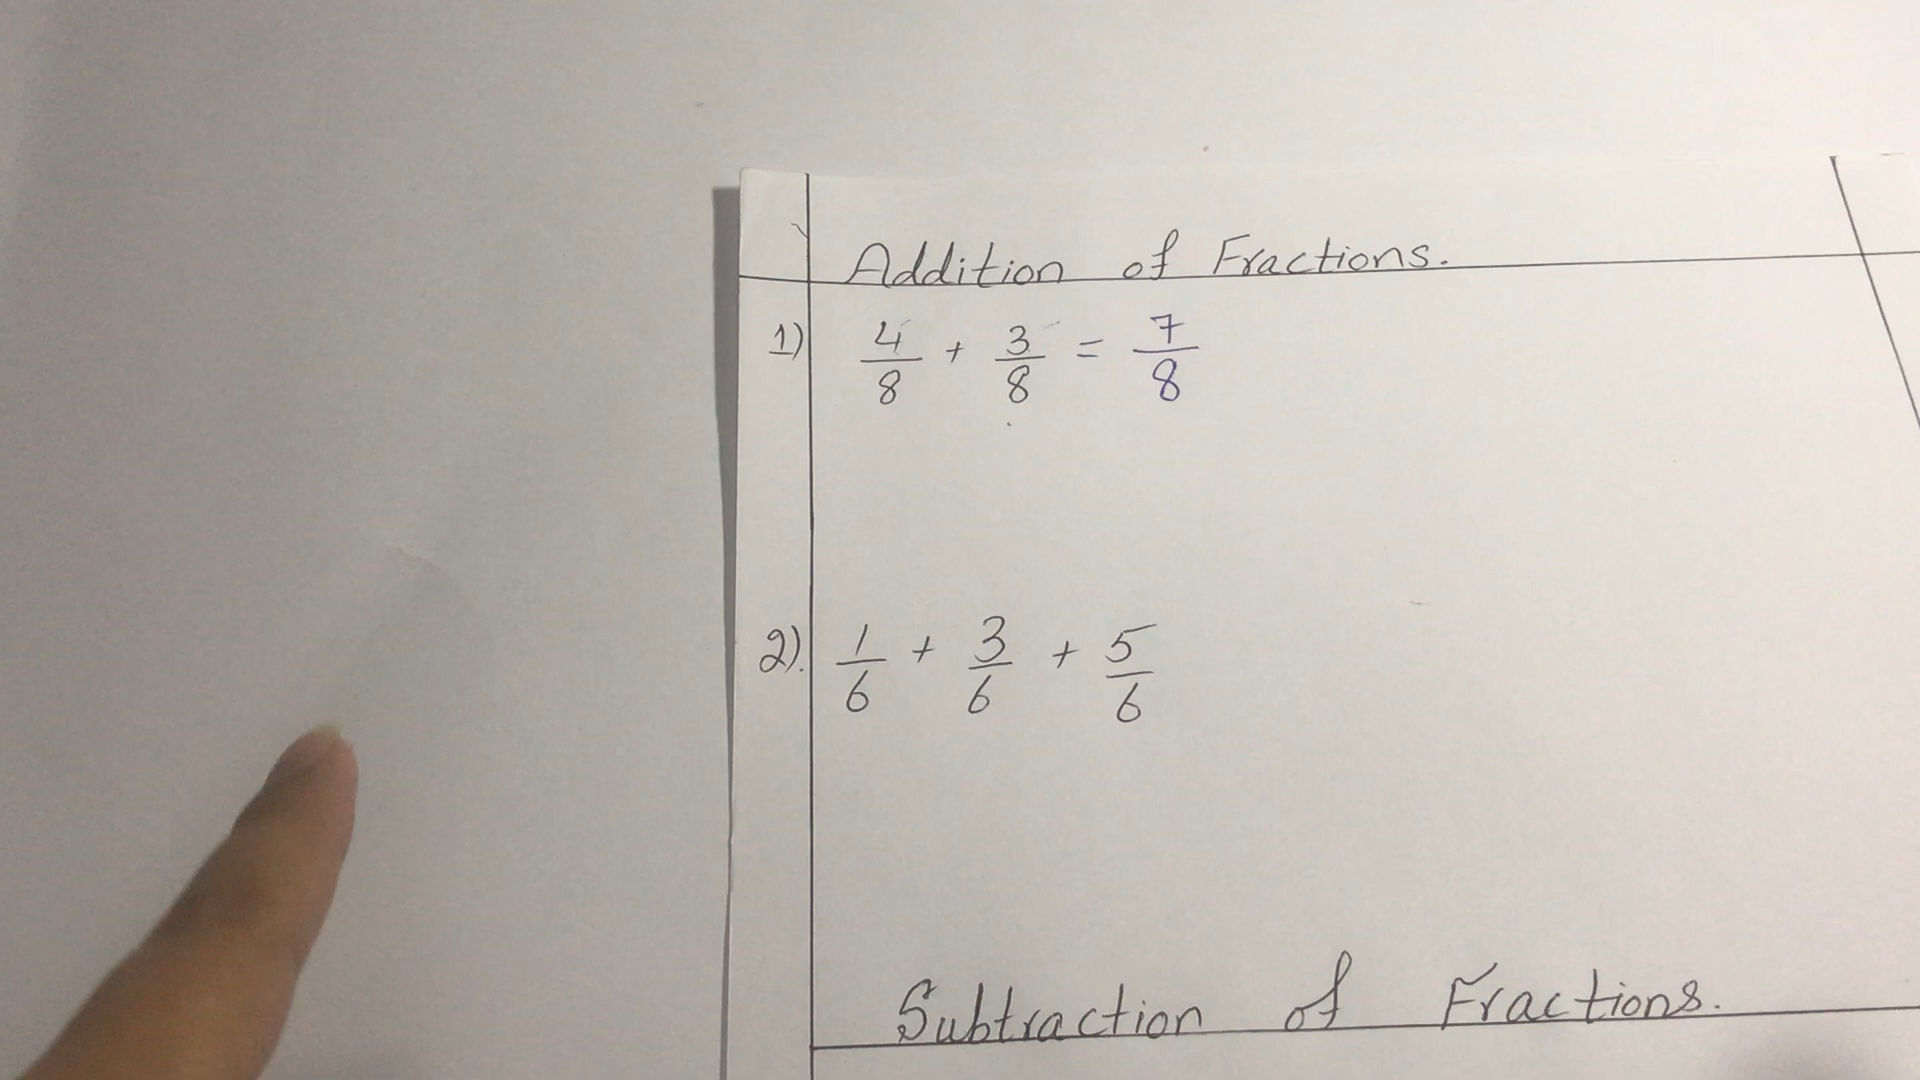 Addition of Fractions.
1) 4/8 + 3/8 = 7/8
2). 1/6 + 3/6 + 5/6
Subtraction of Fractions.